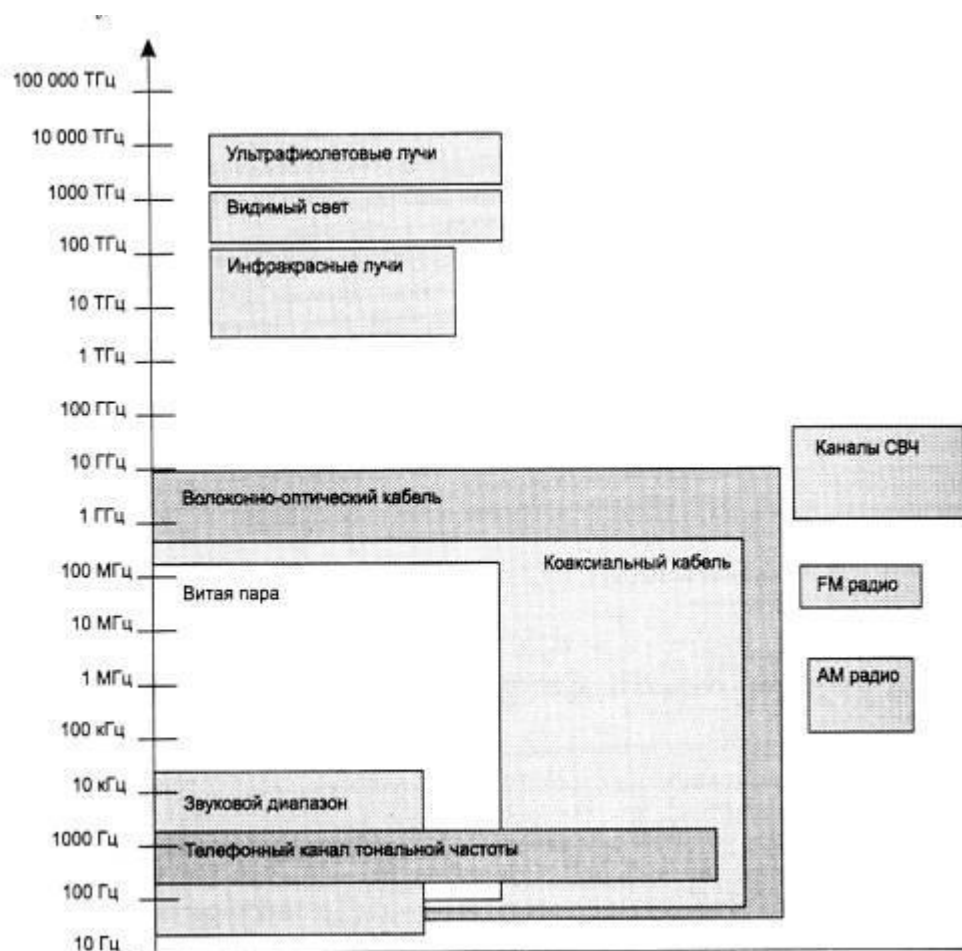 100 000 ТГц
10 000 ТГц
Ультрафиолетовые лучи
1000 ТГц
Видимый свет
100 ТГц
Инфракрасные лучи
10 ТГц
1 ТГц
100 ГГц
Каналы СВЧ
10 ГГц
Волоконно-оптический кабель
1 ГГц
Коаксиальный кабель
100 МГц
Витая пара
FM радио
10 МГц
1 МГц
АМ радио
100 кГц
10 кГц
Звуковой диапазон
1000 Гц
Телефонный канал тональной частоты
100 Гц
10 Гц